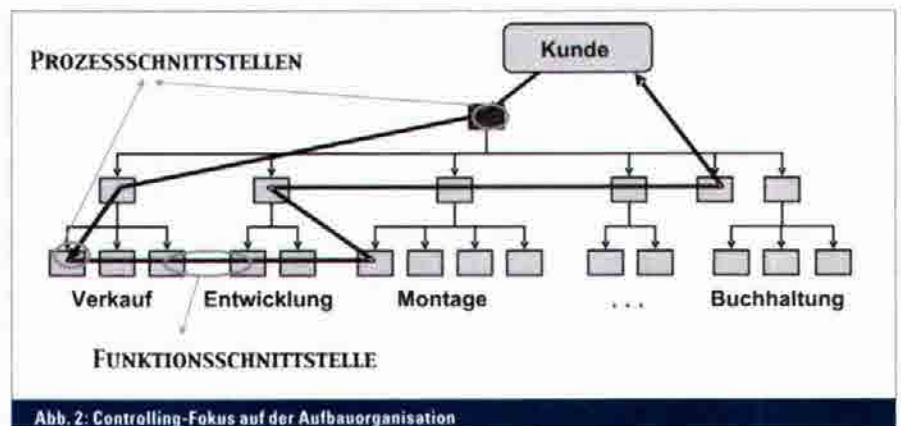 Kunde
PROZESSSCHNITTSTELLEN
Verkauf Entwicklung Montage ... Buchhaltung
FUNKTIONSSCHNITTSTELLE
Abb. 2: Controlling-Fokus auf der Aufbauorganisation